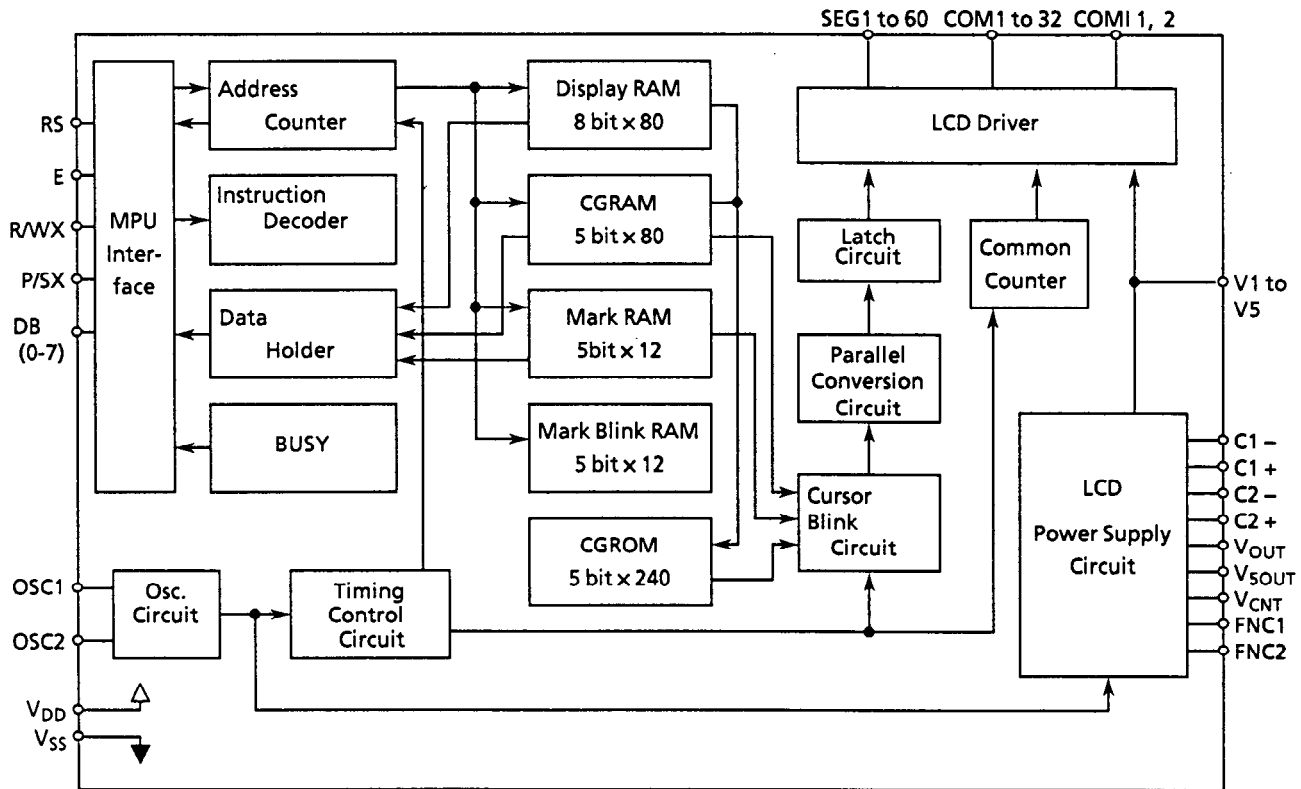 SEG1 to 60 COM1 to 32 COMI 1, 2
RS
E
R/WX
P/SX
DB
(0-7)
MPU
Inter-
face
Address
Counter
Instruction
Decoder
Data
Holder
BUSY
Display RAM
8 bit × 80
CGRAM
5 bit × 80
Mark RAM
5bit × 12
Mark Blink RAM
5 bit × 12
CGROM
5 bit × 240
LCD Driver
Latch
Circuit
Common
Counter
Parallel
Conversion
Circuit
Cursor
Blink
Circuit
V1 to
V5
LCD
Power Supply
Circuit
C1 –
C1 +
C2 –
C2 +
VOUT
V5OUT
VCNT
FNC1
FNC2
OSC1
OSC2
Osc.
Circuit
Timing
Control
Circuit
VDD
VSS